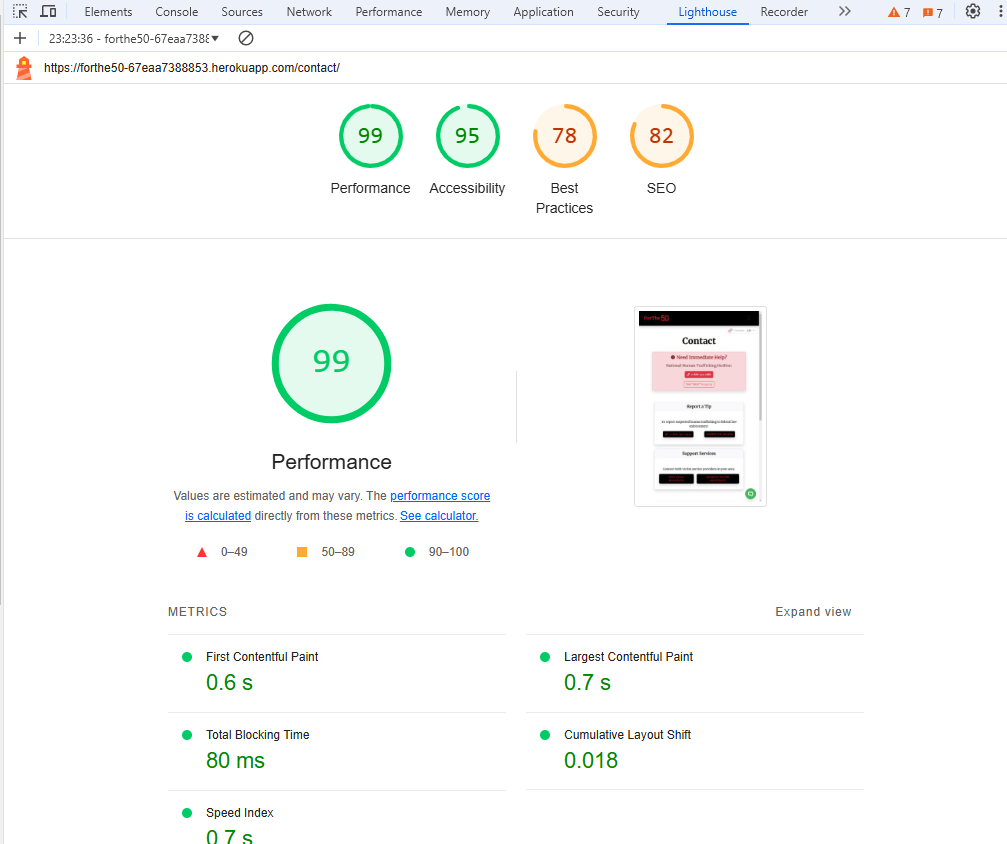 Elements Console Sources Network Performance Memory Application Security Lighthouse Recorder 7 7
23:23:36 - forthe50-67eaa7388
https://forthe50-67eaa7388853.herokuapp.com/contact/
99 95 78 82
Performance Accessibility Best Practices SEO
99
Performance
Values are estimated and may vary. The performance score
is calculated directly from these metrics. See calculator.
0–49 50–89 90–100
Contact
Need Immediate Help?
National Human Trafficking Hotline
Report a Tip
Support Services
METRICS Expand view
First Contentful Paint
0.6 s
Largest Contentful Paint
0.7 s
Total Blocking Time
80 ms
Cumulative Layout Shift
0.018
Speed Index
0.7 s